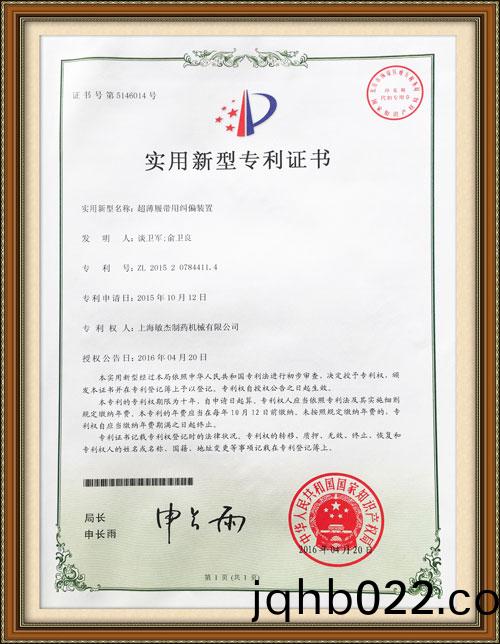 证书号第5146014号
实用新型专利证书
实用新型名称:超薄履带用纠偏装置
发明人:谈卫军;俞卫良
专利号:ZL 2015 2 0784411.4
专利申请日:2015年10月12日
专利权人:上海敏杰制药机械有限公司
授权公告日:2016年04月20日
本实用新型经过本局依照中华人民共和国专利法进行初步审查,决定授予专利权,颁
发本证书并在专利登记簿上予以登记。专利权自授权公告之日起生效。
本专利的专利权期限为十年,自申请日起算。专利权人应当依照专利法及其实施细则
规定缴纳年费。本专利的年费应当在每年10月12日前缴纳。未按照规定缴纳年费的,专利
权自应当缴纳年费期满之日起终止。
专利证书记载专利权登记时的法律状况。专利权的转移、质押、无效、终止、恢复和
专利权人的姓名或名称、国籍、地址变更等事项记载在专利登记簿上。
局长
申长雨
申长雨
中华人民共和国国家知识产权局
2016年04月20日
第1页(共1页)
jqhb022.co